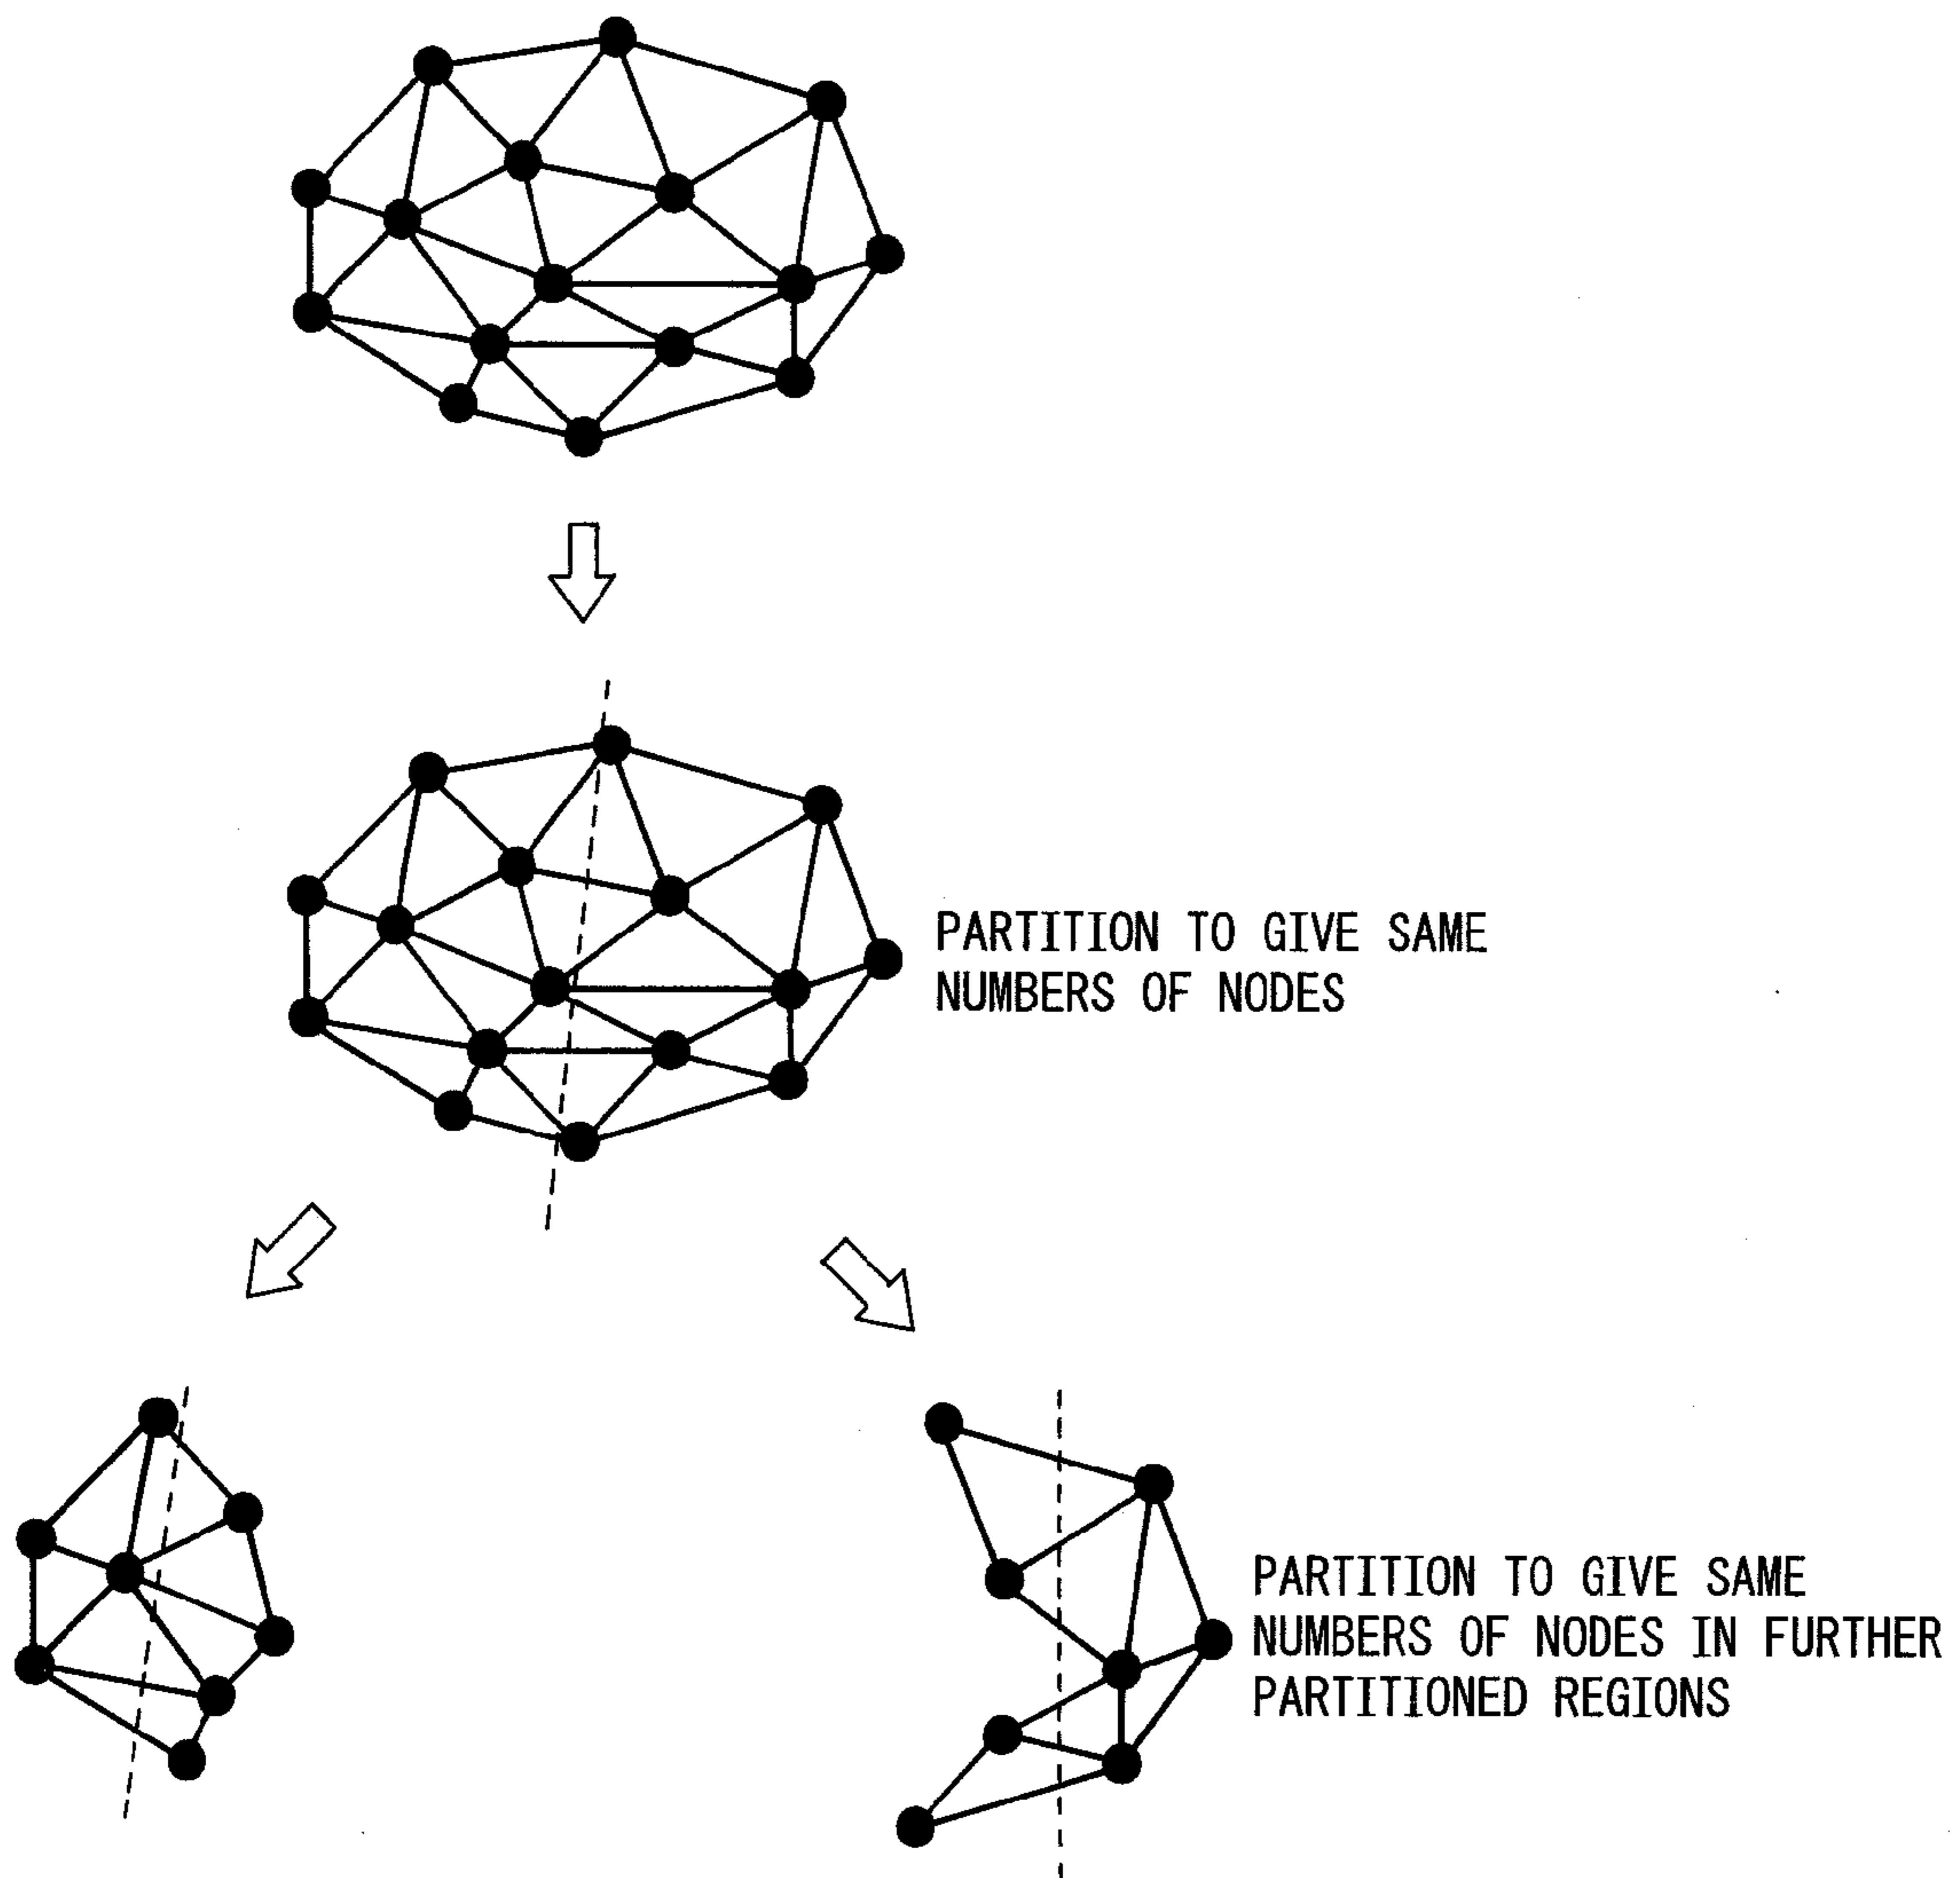 PARTITION TO GIVE SAME
NUMBERS OF NODES
PARTITION TO GIVE SAME
NUMBERS OF NODES IN FURTHER
PARTITIONED REGIONS